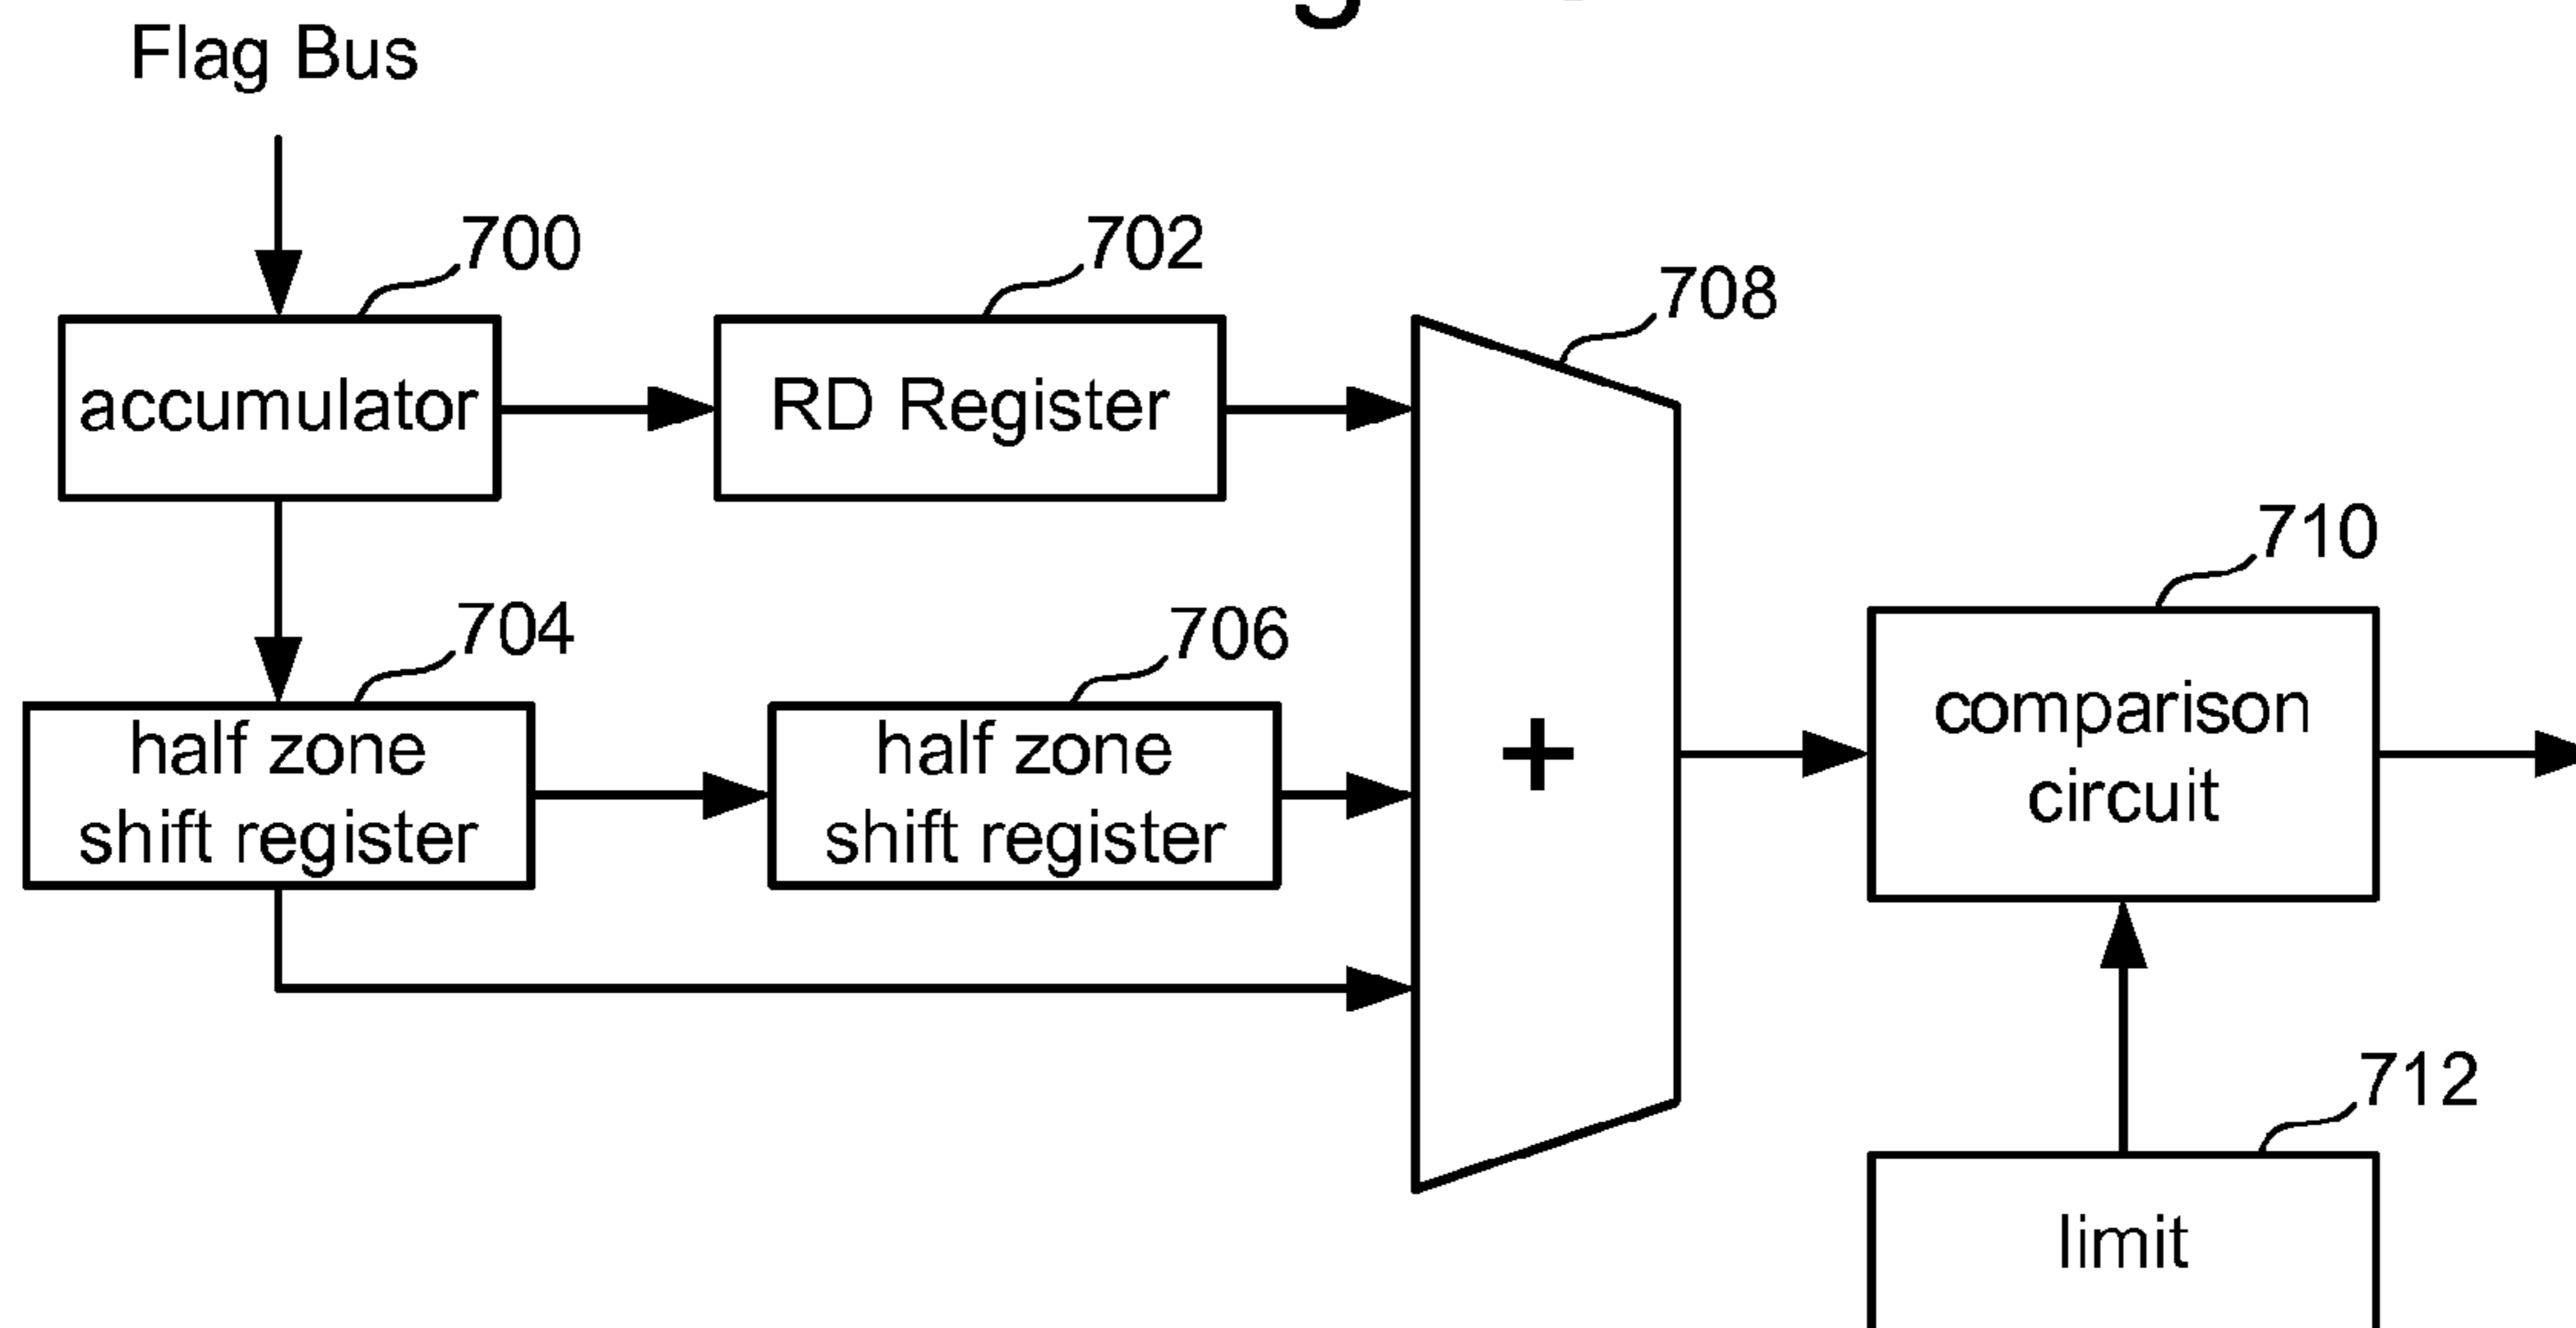 Flag Bus
700
702
708
accumulator
RD Register
710
704
706
half zone
shift register
half zone
shift register
+
comparison
circuit
712
limit